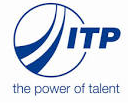 ITP
the power of talent